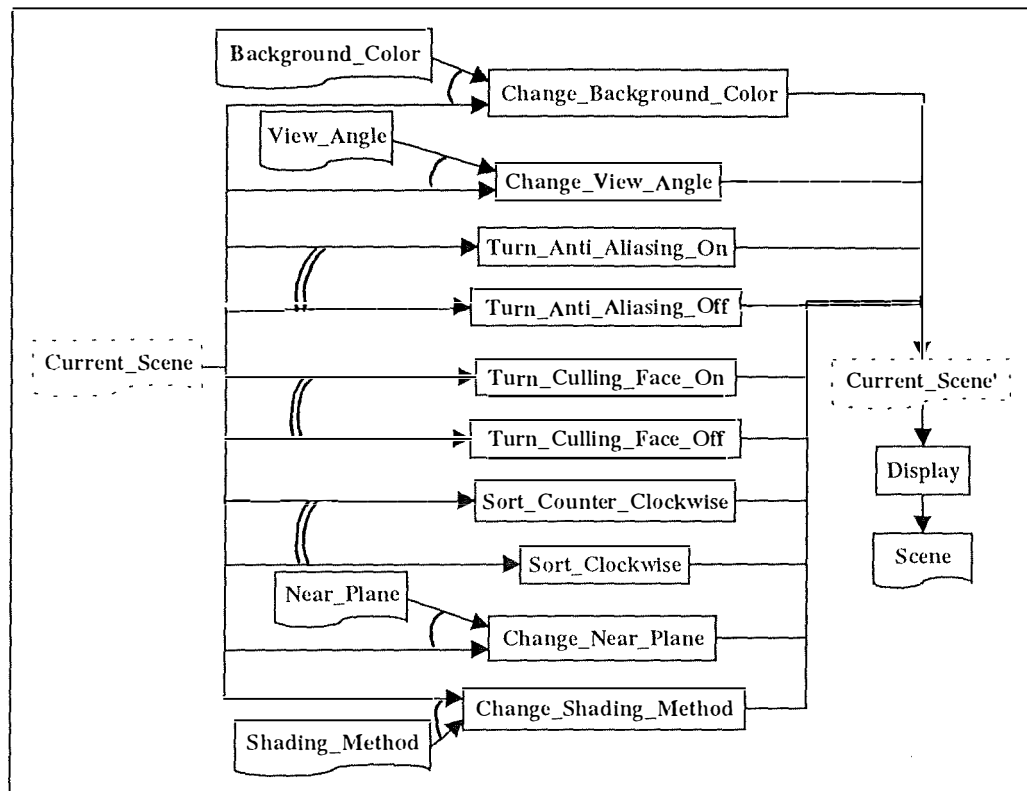 Background_Color
Change_Background_Color
View_Angle
Change_View_Angle
Turn_Anti_Aliasing_On
Turn_Anti_Aliasing_Off
Current_Scene
Turn_Culling_Face_On
Current_Scene'
Turn_Culling_Face_Off
Display
Sort_Counter_Clockwise
Sort_Clockwise
Scene
Near_Plane
Change_Near_Plane
Change_Shading_Method
Shading_Method